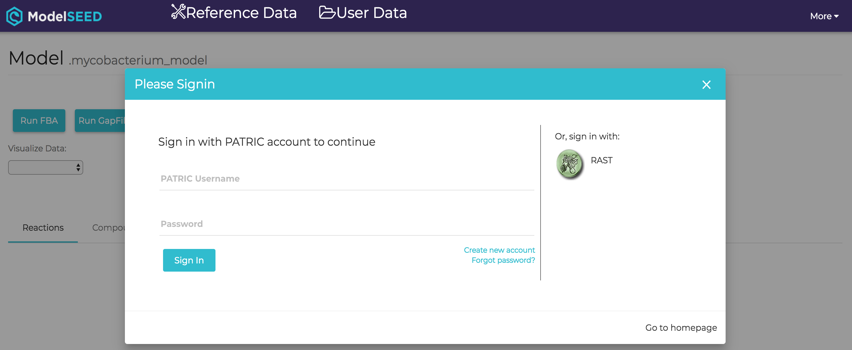 ModelSEED
Reference Data
User Data
More
Model .mycobacterium_model
Please Signin
Run FBA
Run GapFil
Sign in with PATRIC account to continue
Or, sign in with:
Visualize Data:
RAST
PATRIC Username
Password
Reactions
Compo
Create new account
Forgot password?
Sign In
Go to homepage